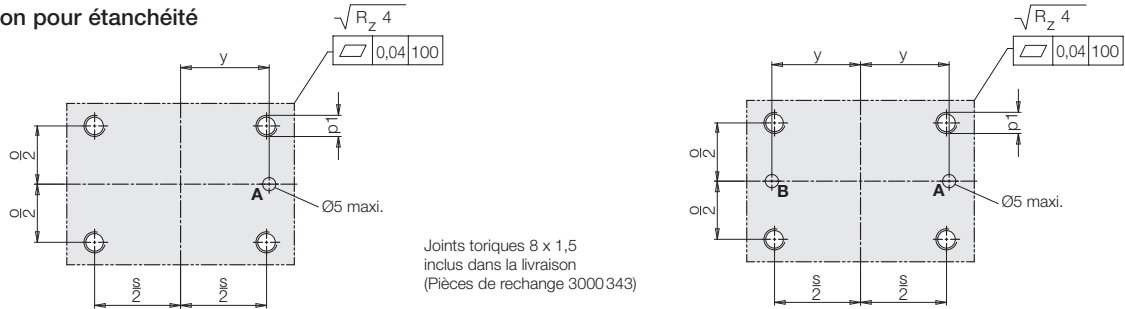 on pour étanchéité
√Rz 4
0,04 100
y
p1
o/2
o/2
A
Ø5 maxi.
s/2 s/2
Joints toriques 8 x 1,5
inclus dans la livraison
(Pièces de rechange 3000 343)
√Rz 4
0,04 100
y y
p1
o/2
o/2
B A
Ø5 maxi.
s/2 s/2